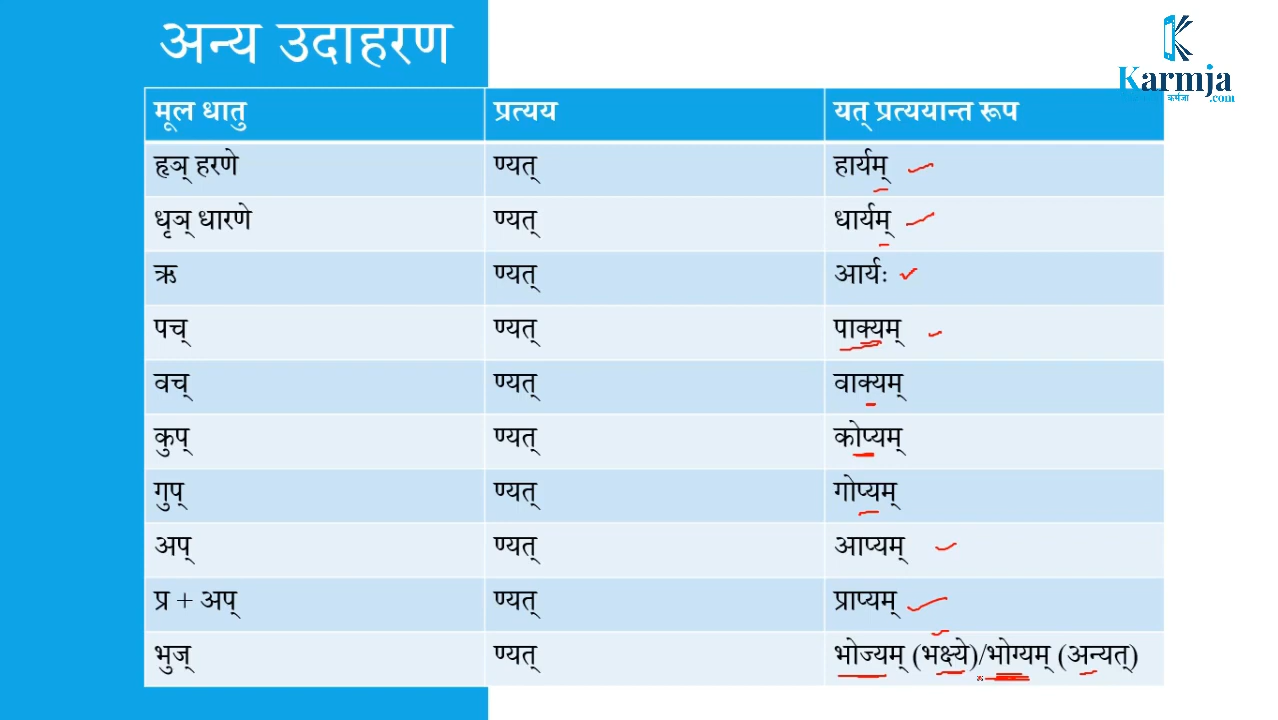 अन्य उदाहरण
Karmja
.com
मूल धातु प्रत्यय यत् प्रत्ययान्त रूप
हृञ् हरणे ण्यत् हार्यम्
धृञ् धारणे ण्यत् धार्यम्
ऋ ण्यत् आर्यः
पच् ण्यत् पाक्यम्
वच् ण्यत् वाक्यम्
कुप् ण्यत् कोप्यम्
गुप् ण्यत् गोप्यम्
अप् ण्यत् आप्यम्
प्र + अप् ण्यत् प्राप्यम्
भुज् ण्यत् भोज्यम् (भक्ष्ये)/भोग्यम् (अन्यत्)